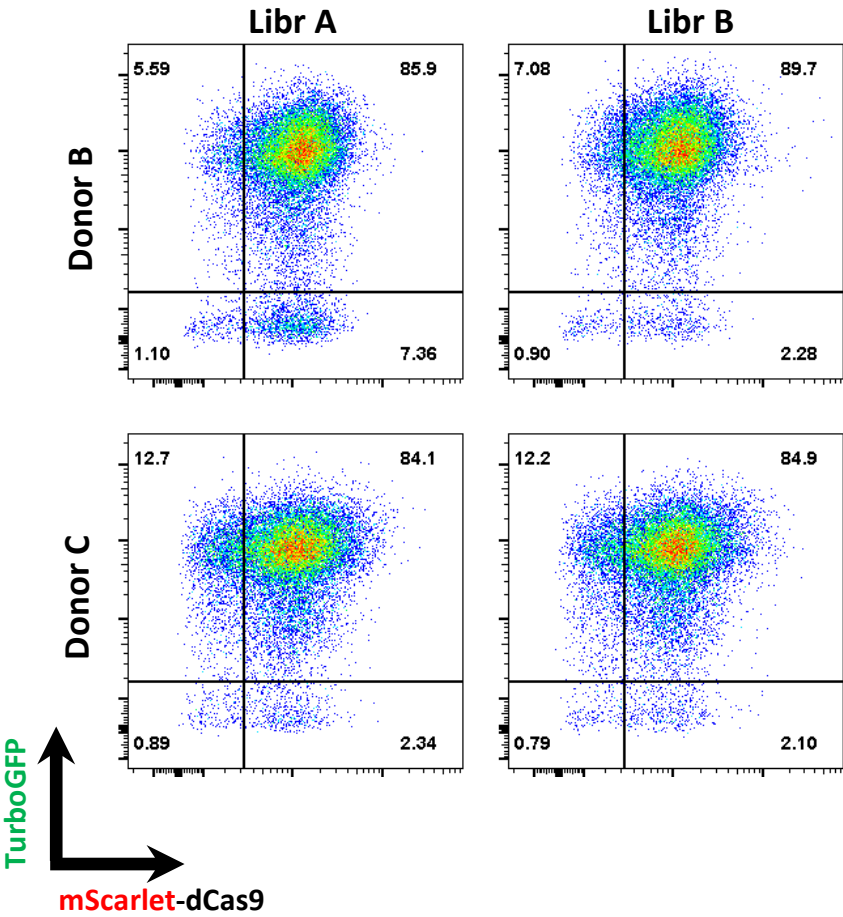 Libr A
Libr B
Donor B
5.59
85.9
1.10
7.36
7.08
89.7
0.90
2.28
Donor C
12.7
84.1
0.89
2.34
12.2
84.9
0.79
2.10
TurboGFP
mScarlet-dCas9